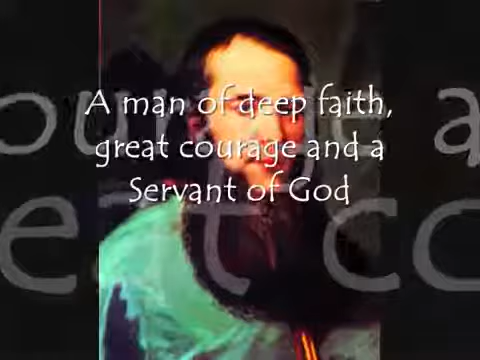 A man of deep faith,
great courage and a
Servant of God